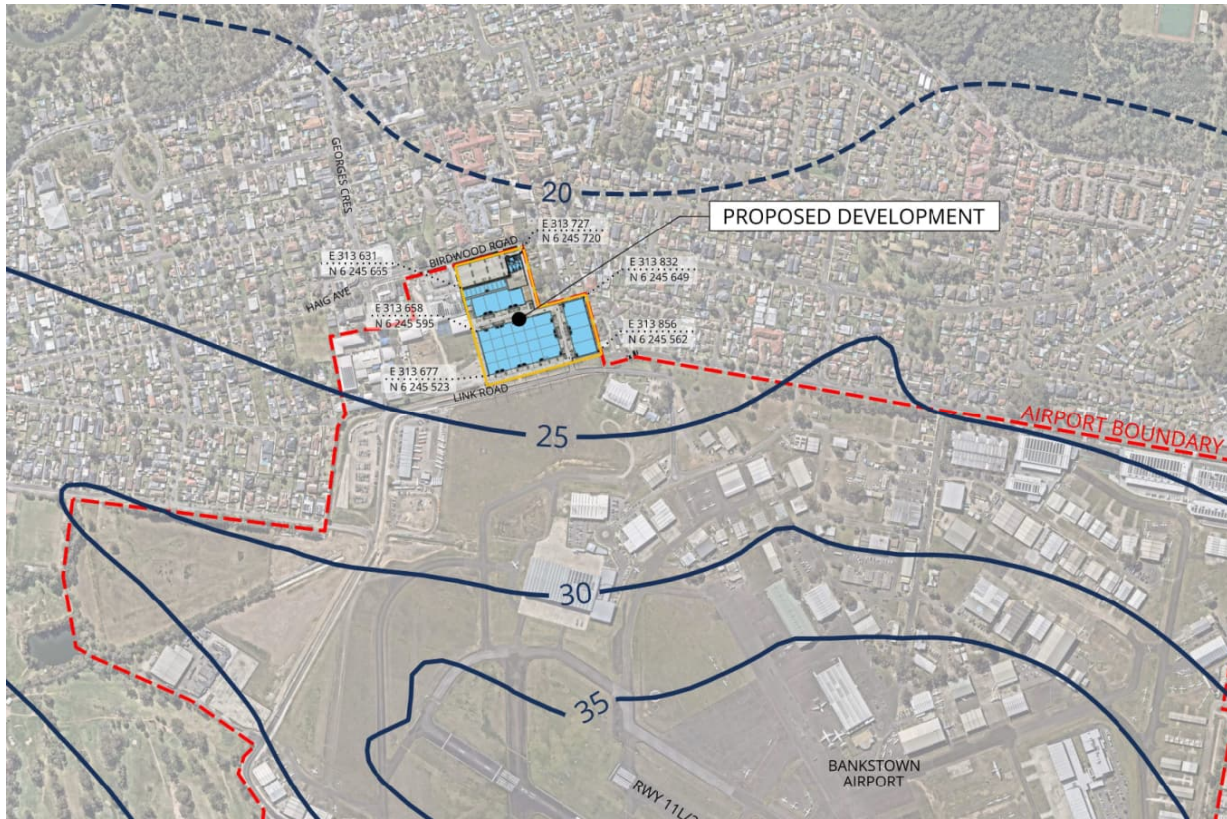 20
GEORGES CRES
PROPOSED DEVELOPMENT
E 313 727
N 6 245 720
BIRDWOOD ROAD
E 313 631
N 6 245 665
E 313 832
N 6 245 649
HAIG AVE
E 313 658
N 6 245 595
E 313 856
N 6 245 562
E 313 677
N 6 245 523
LINK ROAD
25
AIRPORT BOUNDARY
30
35
BANKSTOWN
AIRPORT
RWY 11L/